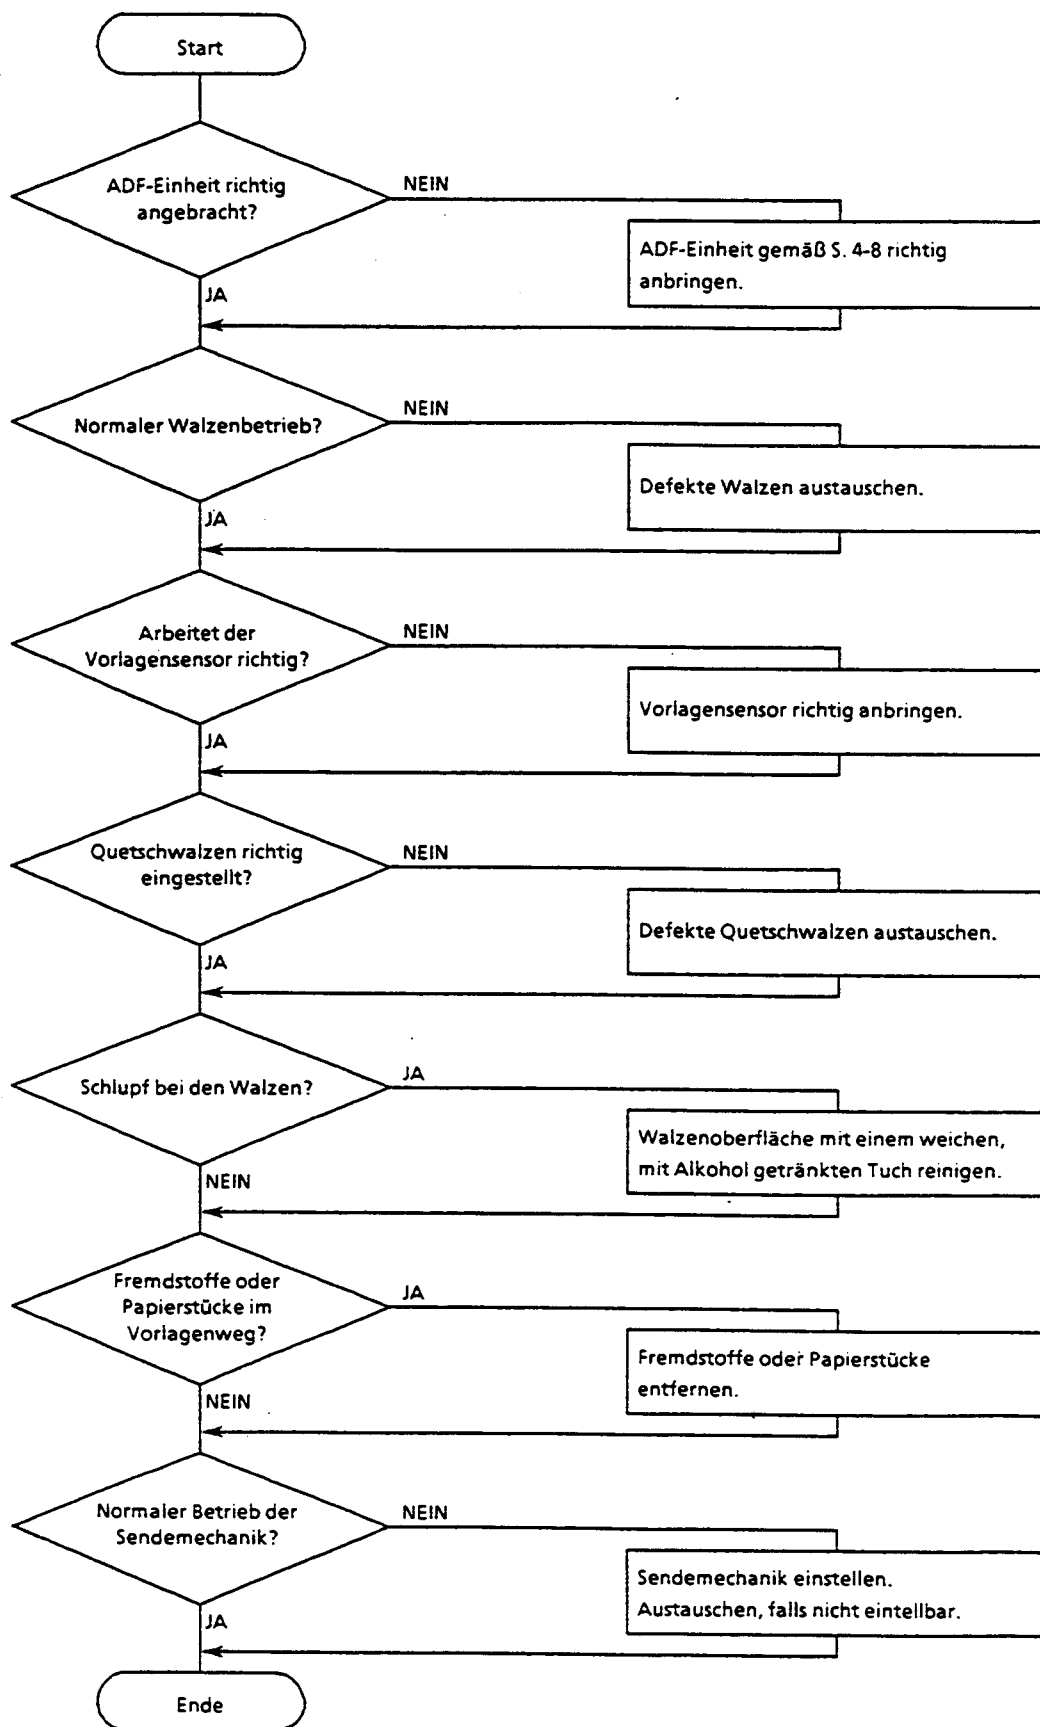 Start
ADF-Einheit richtig
angebracht?
NEIN
ADF-Einheit gemäß S. 4-8 richtig
anbringen.
JA
Normaler Walzenbetrieb?
NEIN
Defekte Walzen austauschen.
JA
Arbeitet der
Vorlagensensor richtig?
NEIN
Vorlagensensor richtig anbringen.
JA
Quetschwalzen richtig
eingestellt?
NEIN
Defekte Quetschwalzen austauschen.
JA
Schlupf bei den Walzen?
JA
Walzenoberfläche mit einem weichen,
mit Alkohol getränkten Tuch reinigen.
NEIN
Fremdstoffe oder
Papierstücke im
Vorlagenweg?
JA
Fremdstoffe oder Papierstücke
entfernen.
NEIN
Normaler Betrieb der
Sendemechanik?
NEIN
Sendemechanik einstellen.
Austauschen, falls nicht eintellbar.
JA
Ende